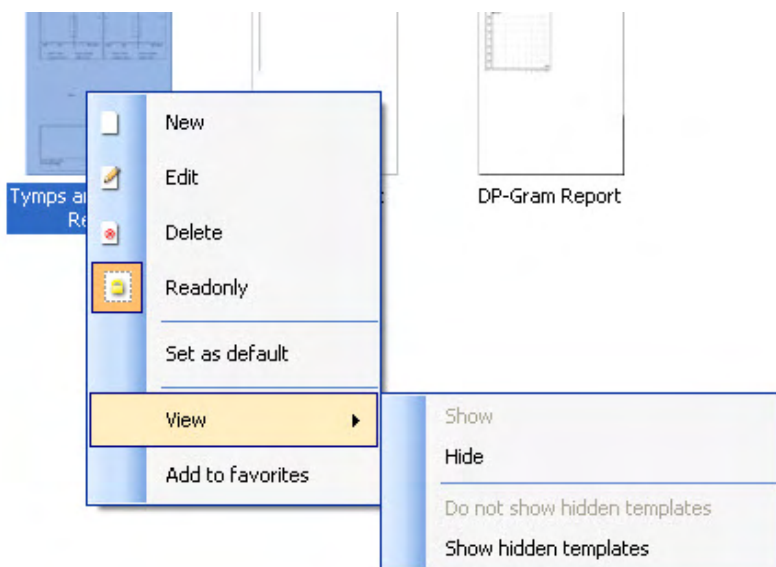 New
Edit
Tymps
DP-Gram Report
Delete
Readonly
Set as default
View
Show
Hide
Add to favorites
Do not show hidden templates
Show hidden templates